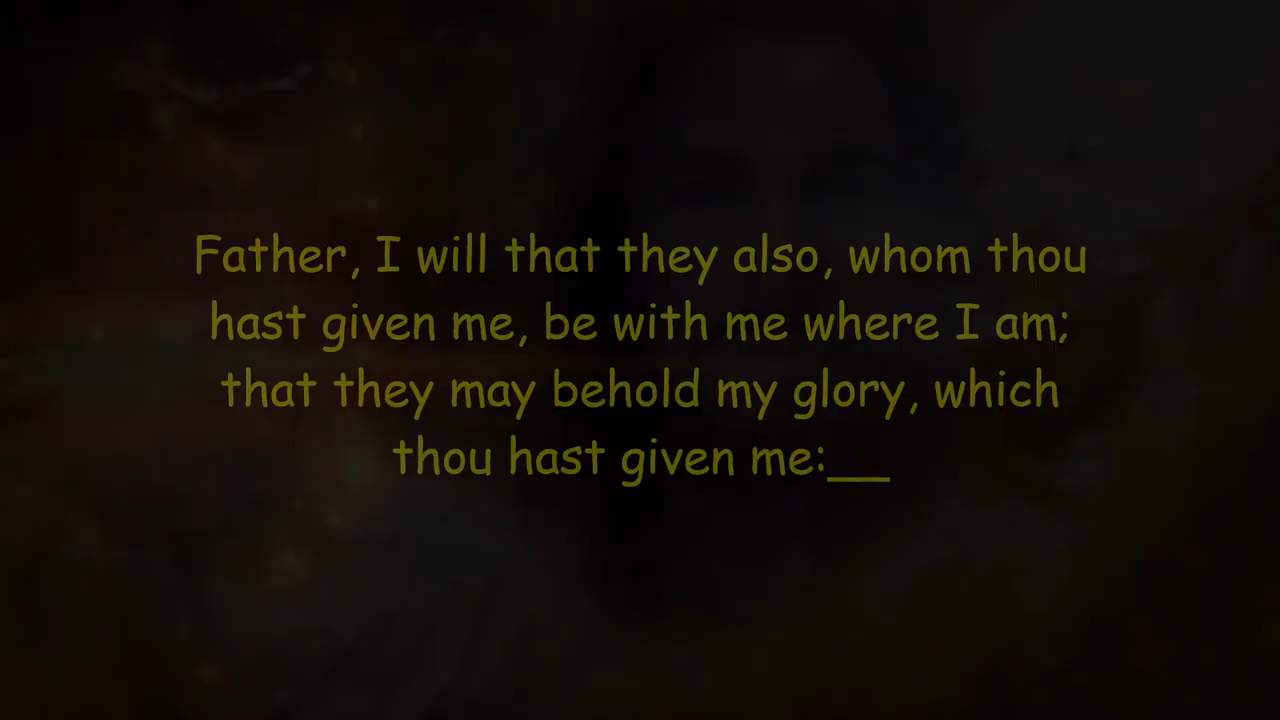 Father, I will that they also, whom thou
hast given me, be with me where I am;
that they may behold my glory, which
thou hast given me:__